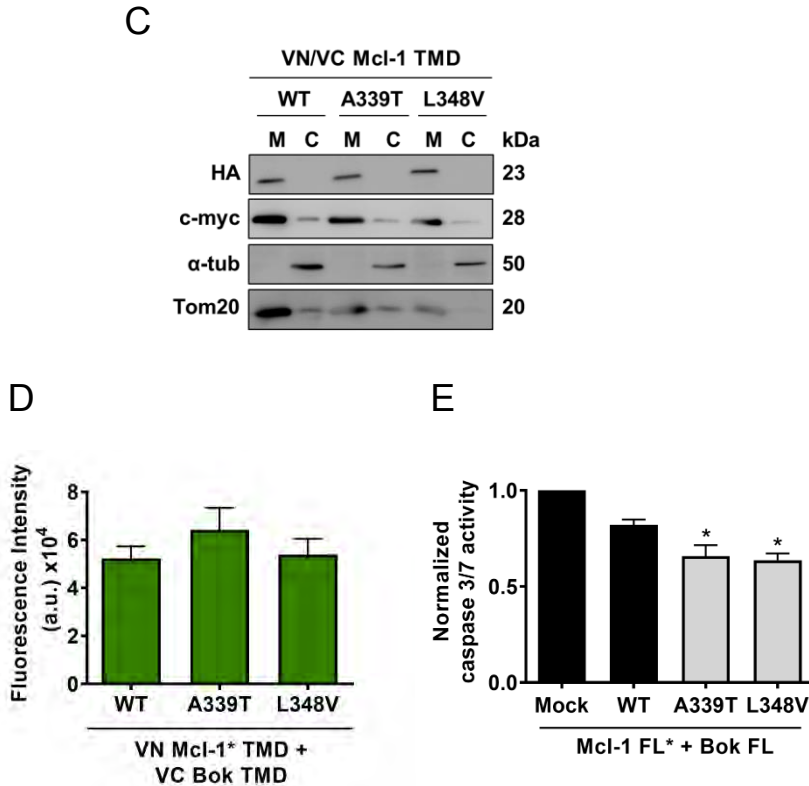 C
VN/VC Mcl-1 TMD
WT A339T L348V
M C M C M C kDa
HA 23
c-myc 28
α-tub 50
Tom20 20
D
Fluorescence Intensity
(a.u.) x10⁴
8
6
4
2
0
WT A339T L348V
VN Mcl-1* TMD +
VC Bok TMD
E
Normalized
caspase 3/7 activity
1.0
0.5
0.0
* *
Mock WT A339T L348V
Mcl-1 FL* + Bok FL